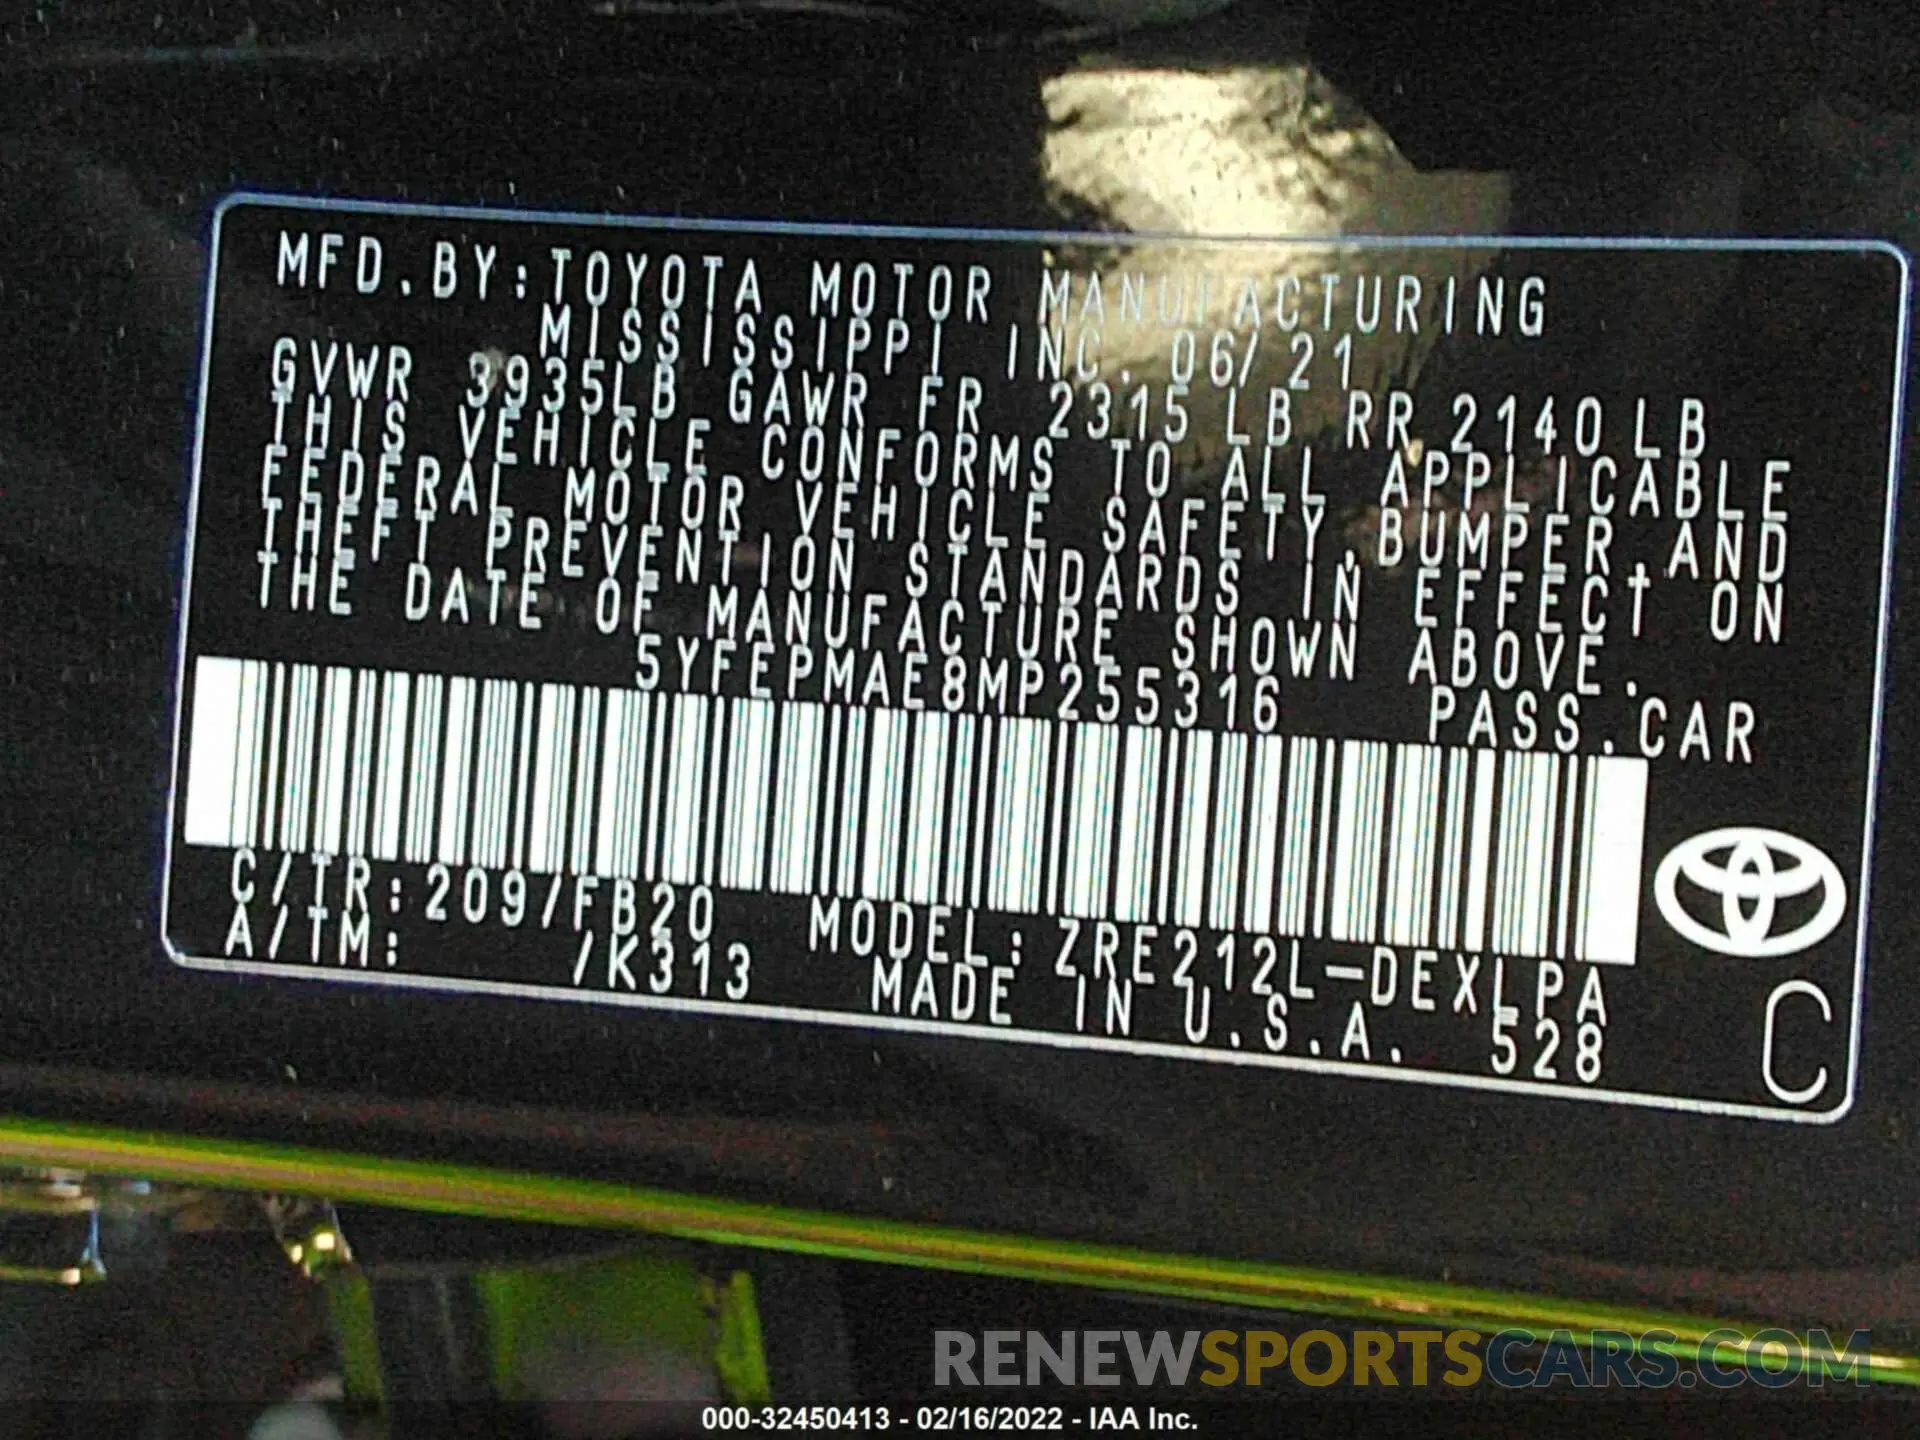 MFD.BY:TOYOTA MOTOR MANUFACTURING
MISSISSIPPI INC. 06/21
GVWR 3935LB GAWR FR 2315LB RR 2140LB
THIS VEHICLE CONFORMS TO ALL APPLICABLE
FEDERAL MOTOR VEHICLE SAFETY,BUMPER,AND
THEFT PREVENTION STANDARDS IN EFFECT ON
THE DATE OF MANUFACTURE SHOWN ABOVE.
5YFEPMAE8MP255316 PASS.CAR
C/TR:209/FB20 MODEL:ZRE212L-DEXLPA
A/TM: /K313 MADE IN U.S.A. 528
C
RENEWSPORTSCARS.COM
000-32450413 - 02/16/2022 - IAA Inc.